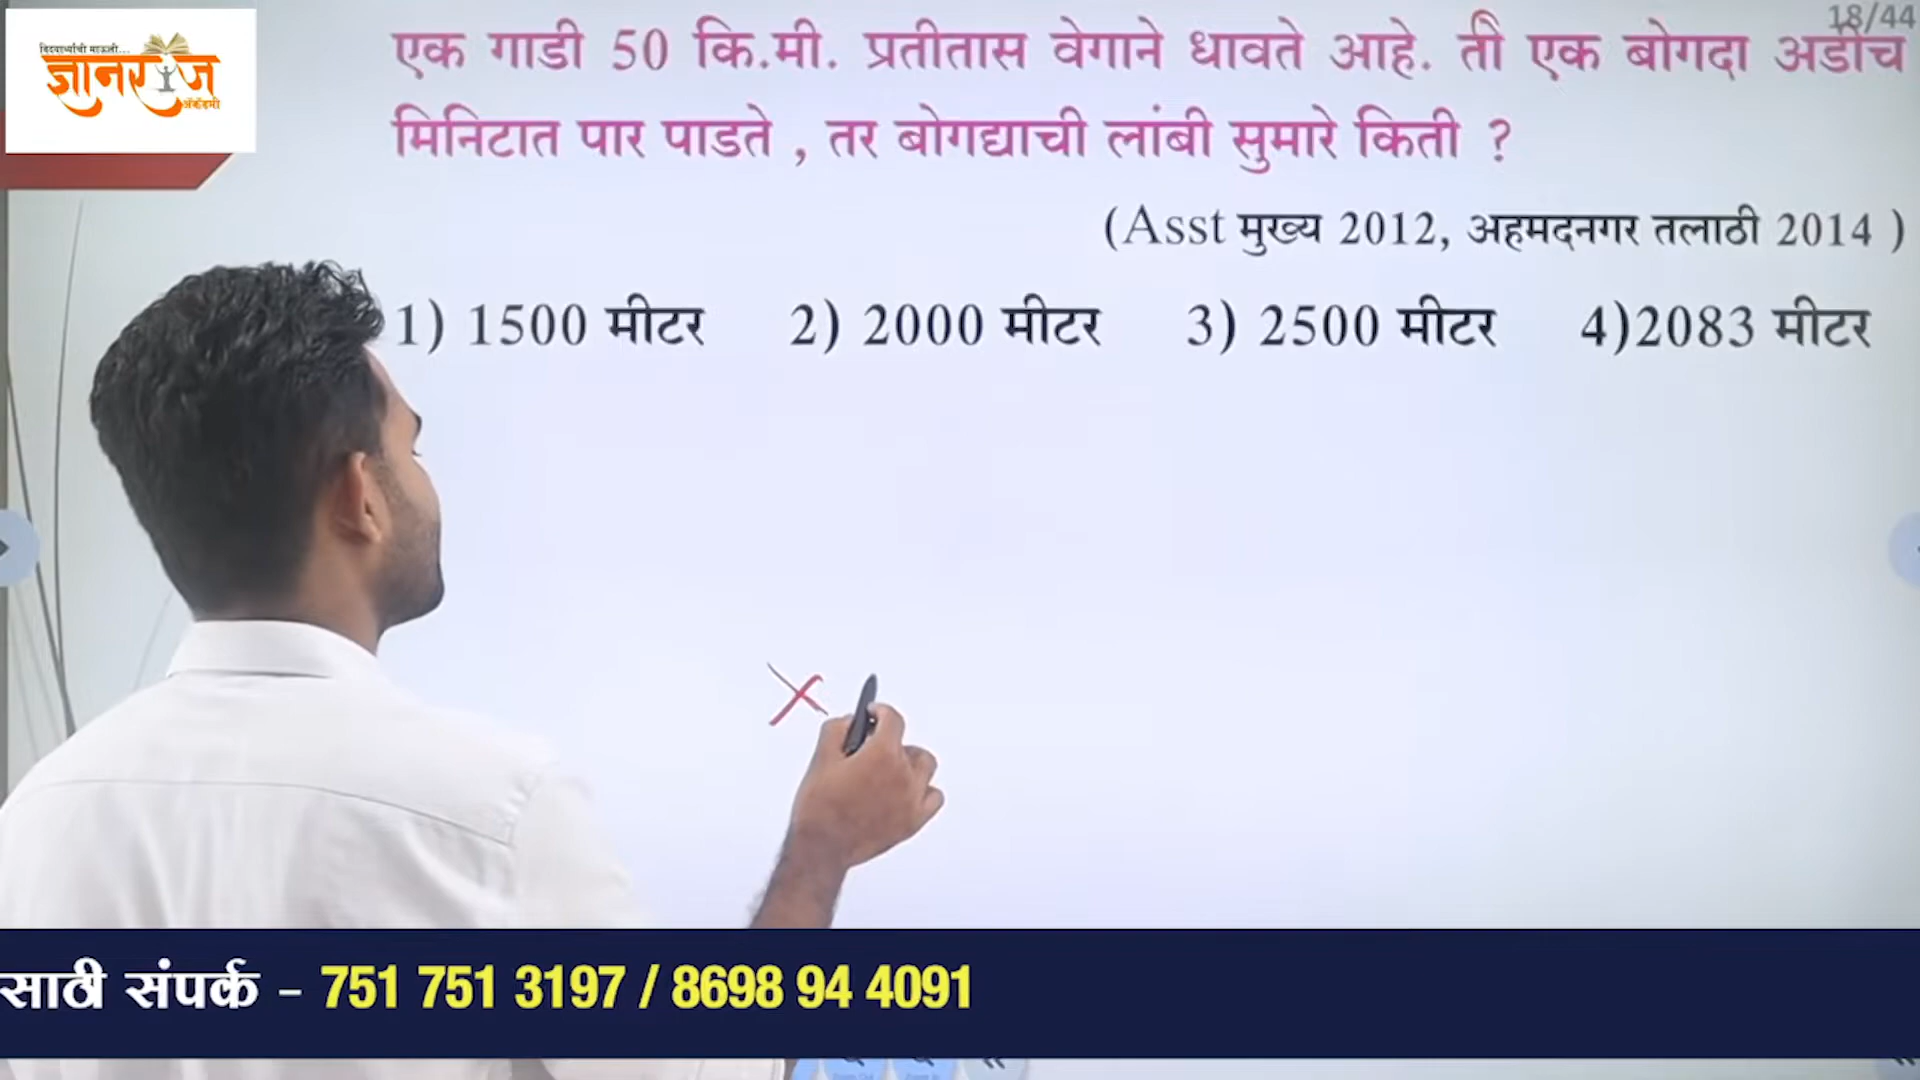 विद्यार्थ्यांची माऊली...
ज्ञानराज
अ‍ॅकॅडमी
18/44
एक गाडी 50 कि.मी. प्रतीतास वेगाने धावते आहे. ती एक बोगदा अडीच
मिनिटात पार पाडते , तर बोगद्याची लांबी सुमारे किती ?
(Asst मुख्य 2012, अहमदनगर तलाठी 2014 )
1) 1500 मीटर 2) 2000 मीटर 3) 2500 मीटर 4)2083 मीटर
साठी संपर्क - 751 751 3197 / 8698 94 4091